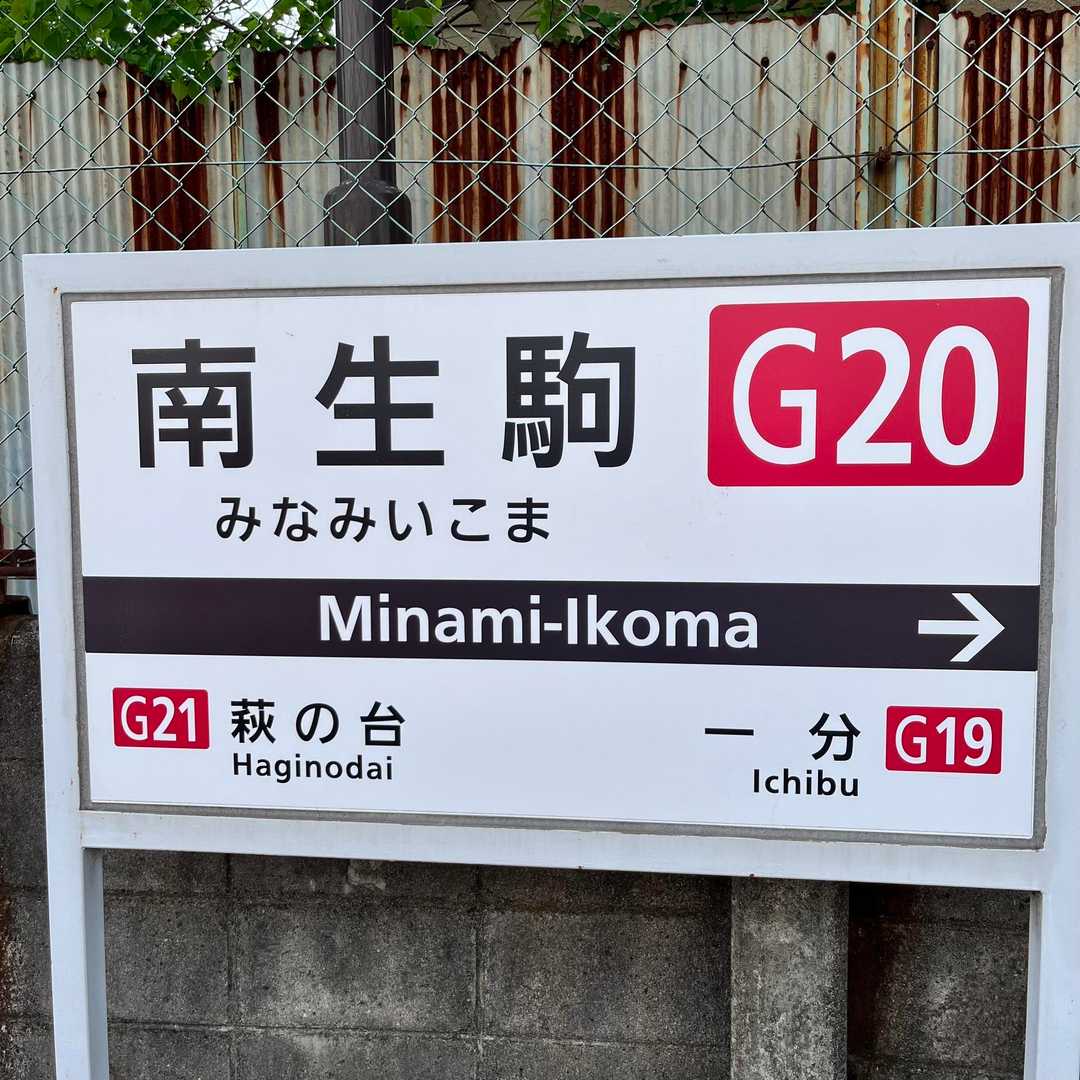 南生駒 G20
みなみいこま
Minami-Ikoma →
G21 萩の台
Haginodai
一分 G19
Ichibu